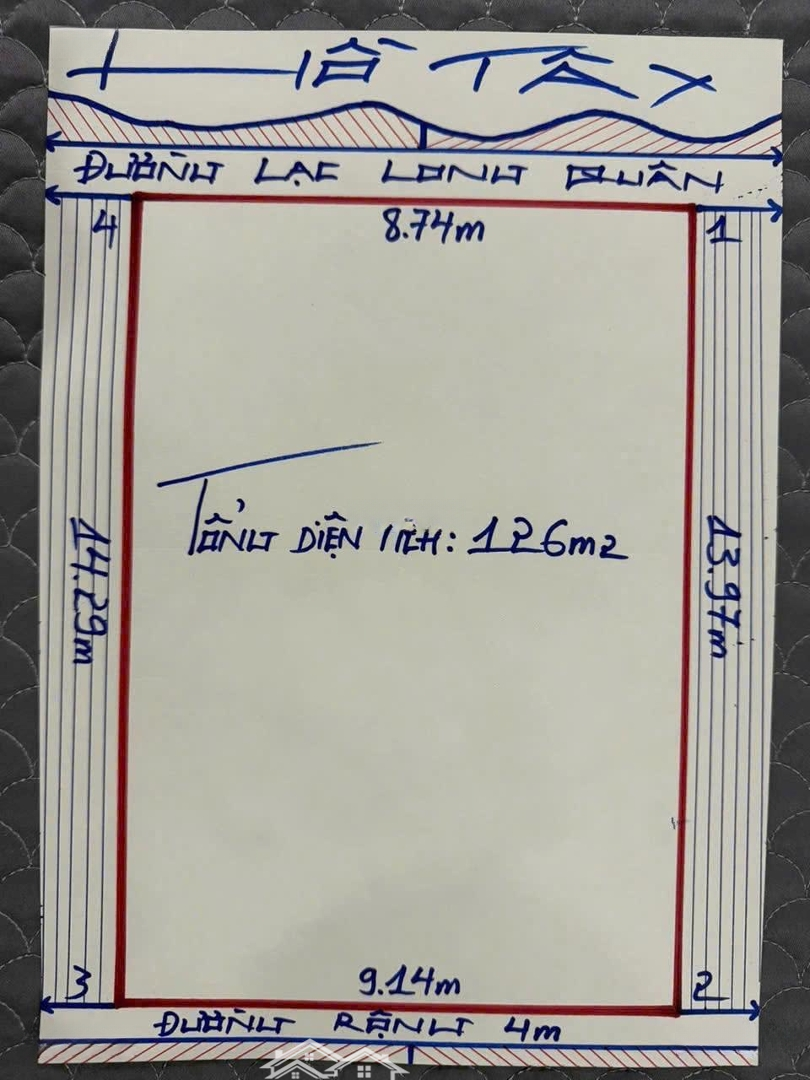 HỒ TÂY
ĐƯỜNG LẠC LONG QUÂN
4
8.74m
1
TỔNG DIỆN TÍCH: 126m2
14.29m
13.97m
3
9.14m
2
ĐƯỜNG RỘNG 4m